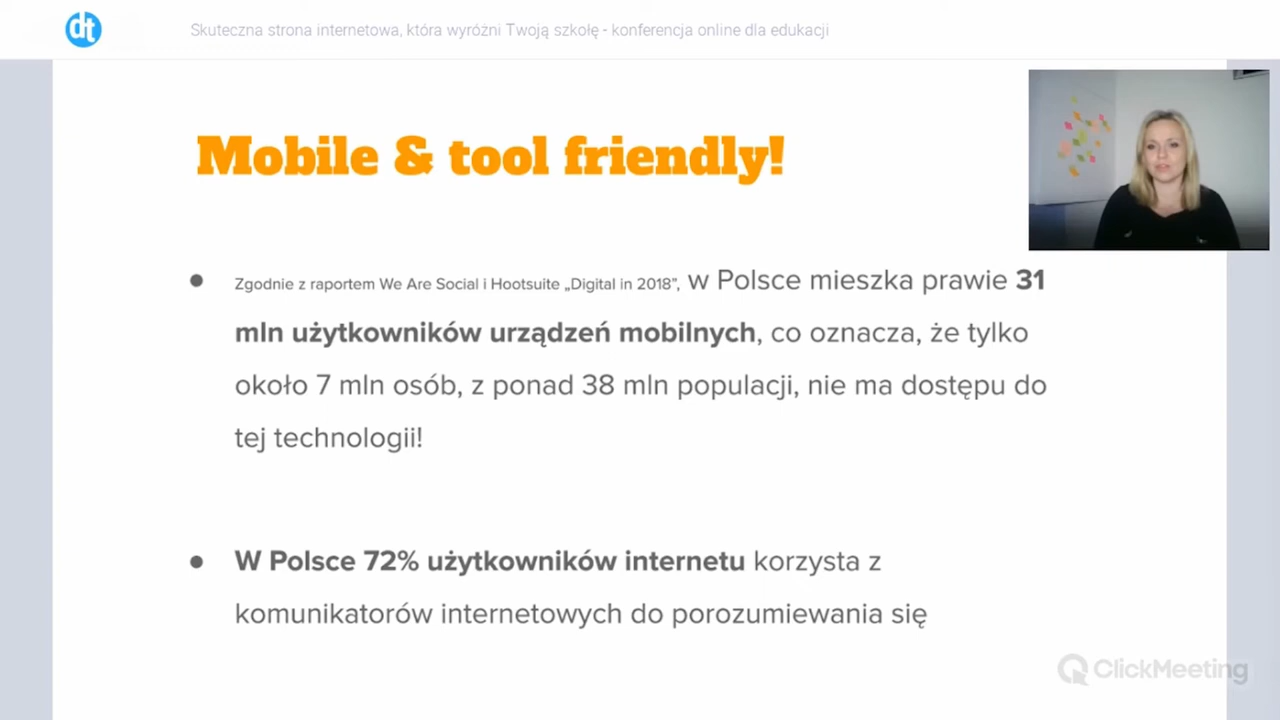 dt
Skuteczna strona internetowa, która wyróżni Twoją szkołę - konferencja online dla edukacji
Mobile & tool friendly!
● Zgodnie z raportem We Are Social i Hootsuite „Digital in 2018”, w Polsce mieszka prawie 31
mln użytkowników urządzeń mobilnych, co oznacza, że tylko
około 7 mln osób, z ponad 38 mln populacji, nie ma dostępu do
tej technologii!
● W Polsce 72% użytkowników internetu korzysta z
komunikatorów internetowych do porozumiewania się
ClickMeeting